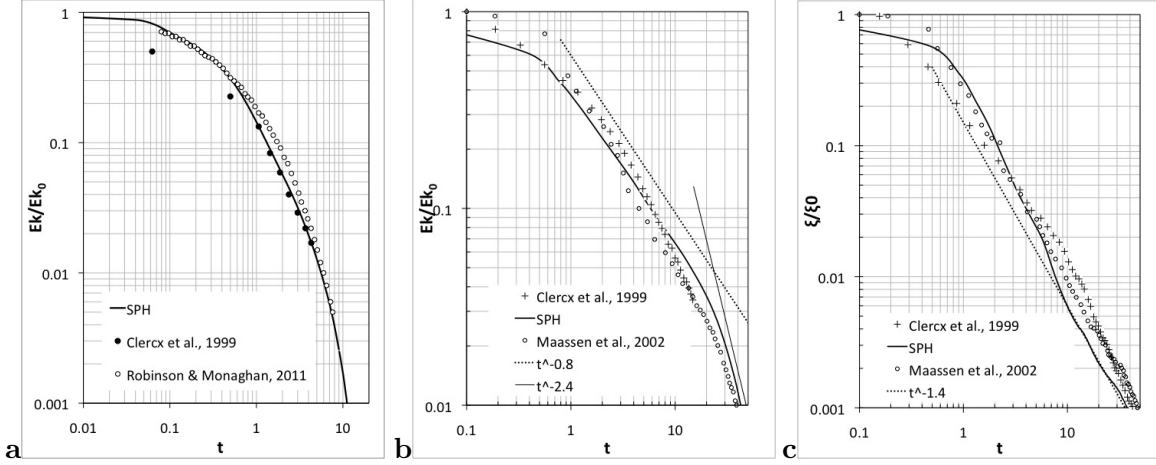 1
0.1
0.01
0.001
Ek/Ek0
SPH
Clercx et al., 1999
Robinson & Monaghan, 2011
0.01
0.1
1
10
t
a
1
0.1
0.01
Ek/Ek0
Clercx et al., 1999
SPH
Maassen et al., 2002
t^-0.8
t^-2.4
0.1
1
10
t
b
1
0.1
0.01
0.001
ξ/ξ0
Clercx et al., 1999
SPH
Maassen et al., 2002
t^-1.4
0.1
1
10
t
c